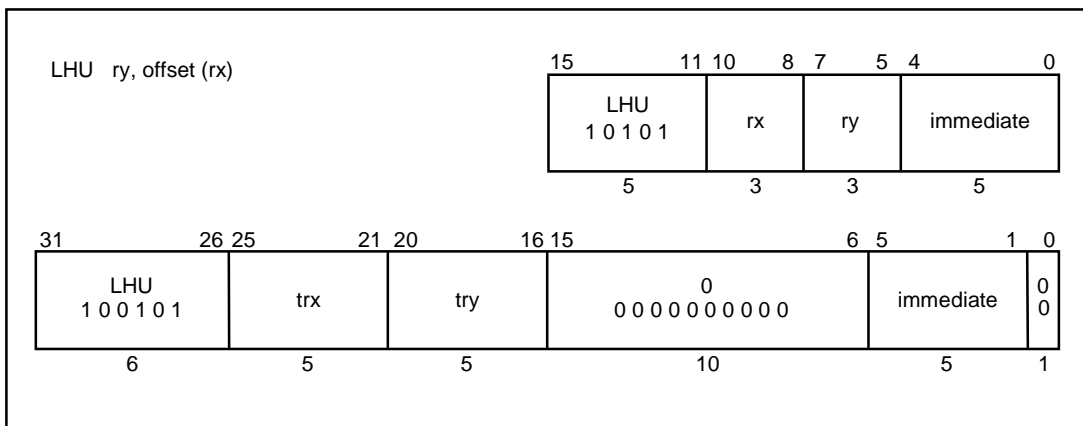 LHU ry, offset (rx)
15 11 10 8 7 5 4 0
LHU rx ry immediate
1 0 1 0 1
5 3 3 5
31 26 25 21 20 16 15 6 5 1 0
LHU trx try 0 immediate 0
1 0 0 1 0 1 0 0 0 0 0 0 0 0 0 0 0
6 5 5 10 5 1